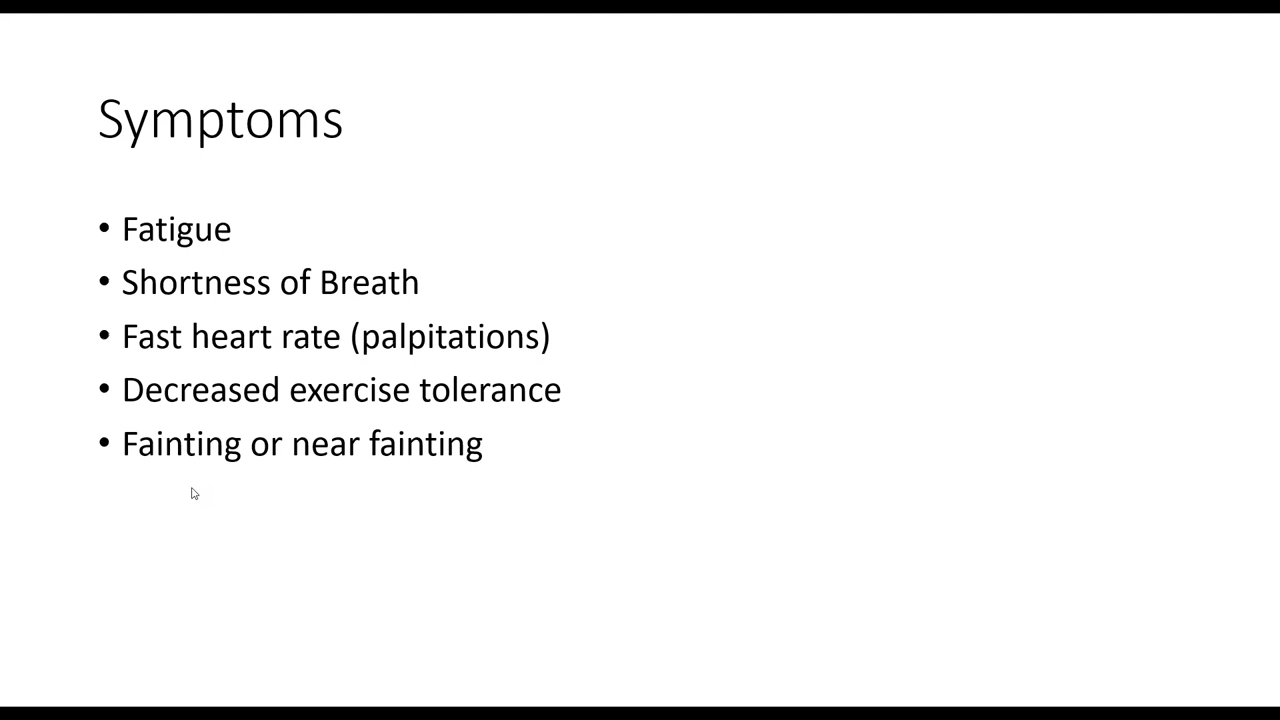 Symptoms
• Fatigue
• Shortness of Breath
• Fast heart rate (palpitations)
• Decreased exercise tolerance
• Fainting or near fainting